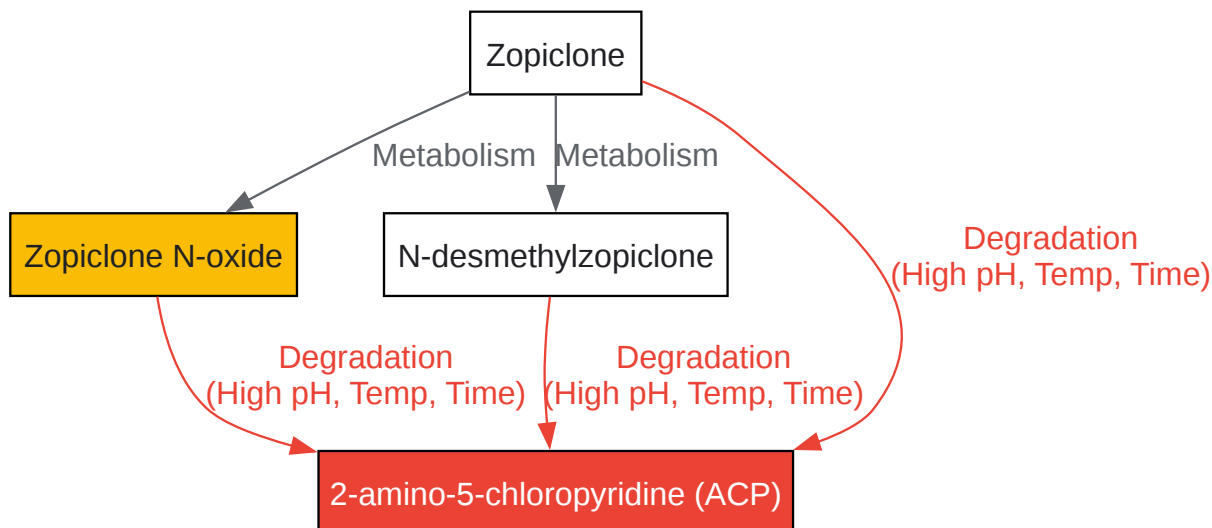 Zopiclone
Metabolism
Metabolism
Zopiclone N-oxide
N-desmethylzopiclone
Degradation
(High pH, Temp, Time)
Degradation
(High pH, Temp, Time)
Degradation
(High pH, Temp, Time)
2-amino-5-chloropyridine (ACP)